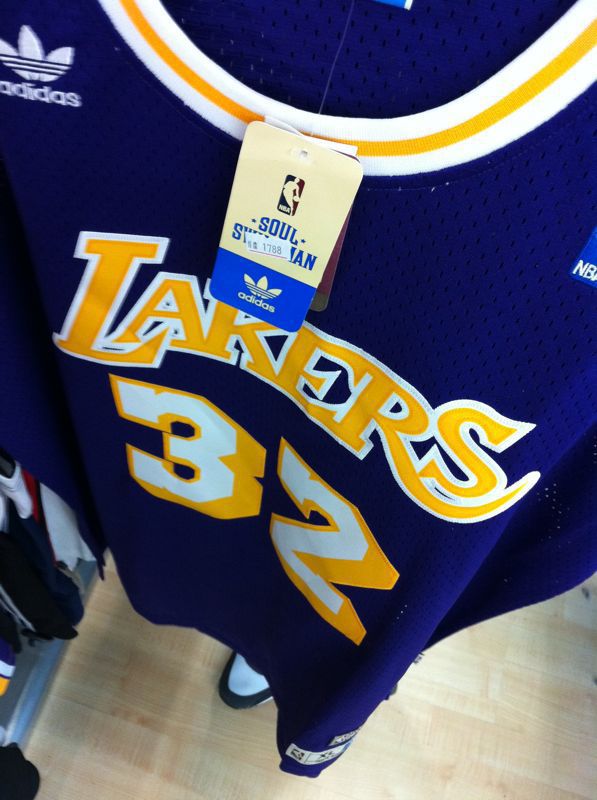 adidas
NBA
SOUL
1788
adidas
NBA
LAKERS
32